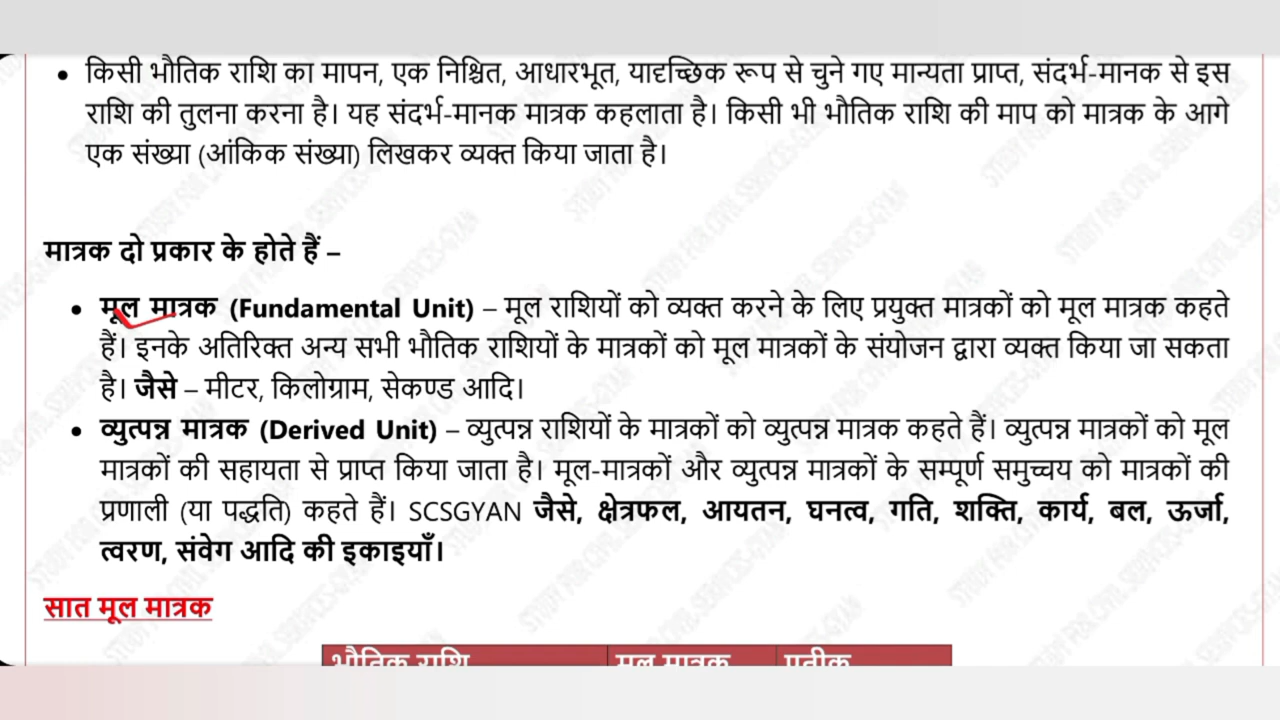 • किसी भौतिक राशि का मापन, एक निश्चित, आधारभूत, यादृच्छिक रूप से चुने गए मान्यता प्राप्त, संदर्भ-मानक से इस
राशि की तुलना करना है। यह संदर्भ-मानक मात्रक कहलाता है। किसी भी भौतिक राशि की माप को मात्रक के आगे
एक संख्या (आंकिक संख्या) लिखकर व्यक्त किया जाता है।
मात्रक दो प्रकार के होते हैं –
• मूल मात्रक (Fundamental Unit) – मूल राशियों को व्यक्त करने के लिए प्रयुक्त मात्रकों को मूल मात्रक कहते
हैं। इनके अतिरिक्त अन्य सभी भौतिक राशियों के मात्रकों को मूल मात्रकों के संयोजन द्वारा व्यक्त किया जा सकता
है। जैसे – मीटर, किलोग्राम, सेकण्ड आदि।
• व्युत्पन्न मात्रक (Derived Unit) – व्युत्पन्न राशियों के मात्रकों को व्युत्पन्न मात्रक कहते हैं। व्युत्पन्न मात्रकों को मूल
मात्रकों की सहायता से प्राप्त किया जाता है। मूल-मात्रकों और व्युत्पन्न मात्रकों के सम्पूर्ण समुच्चय को मात्रकों की
प्रणाली (या पद्धति) कहते हैं। SCSGYAN जैसे, क्षेत्रफल, आयतन, घनत्व, गति, शक्ति, कार्य, बल, ऊर्जा,
त्वरण, संवेग आदि की इकाइयाँ।
सात मूल मात्रक
भौतिक राशि मूल मात्रक प्रतीक